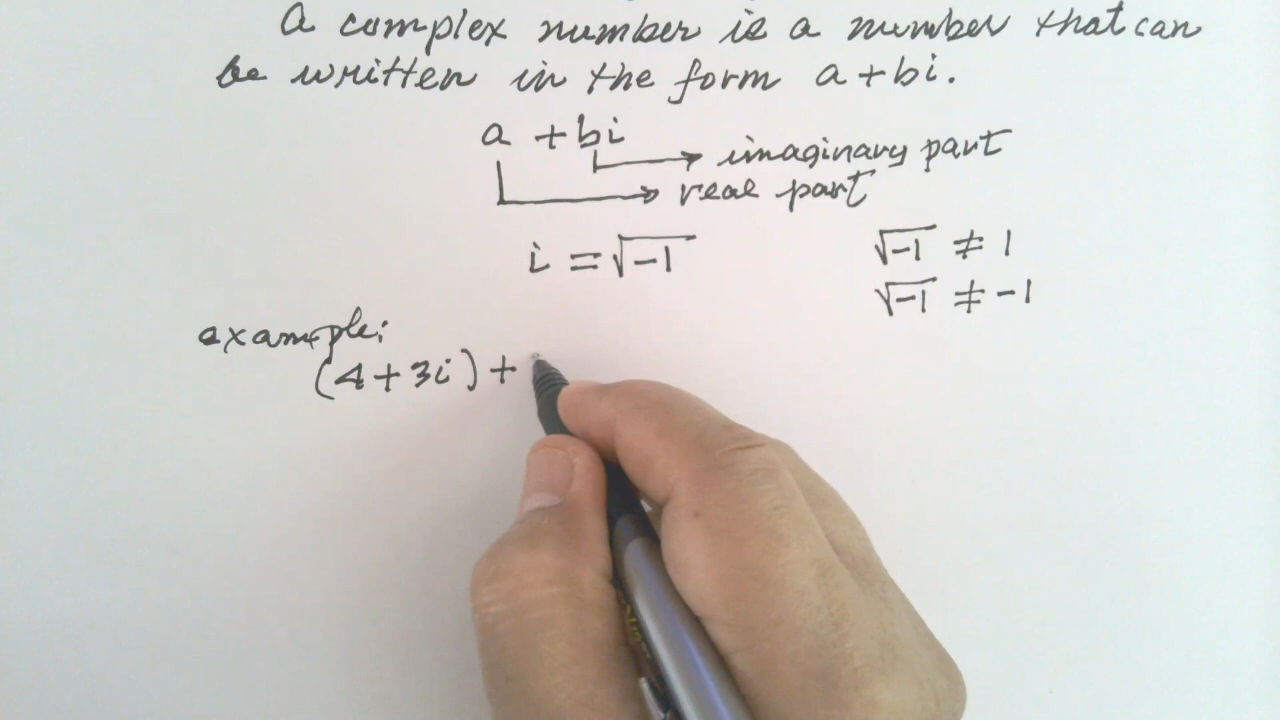 A complex number is a number that can
be written in the form a + bi.
a + bi
imaginary part
real part
i = √-1
√-1 ≠ 1
√-1 ≠ -1
example:
(4 + 3i) +